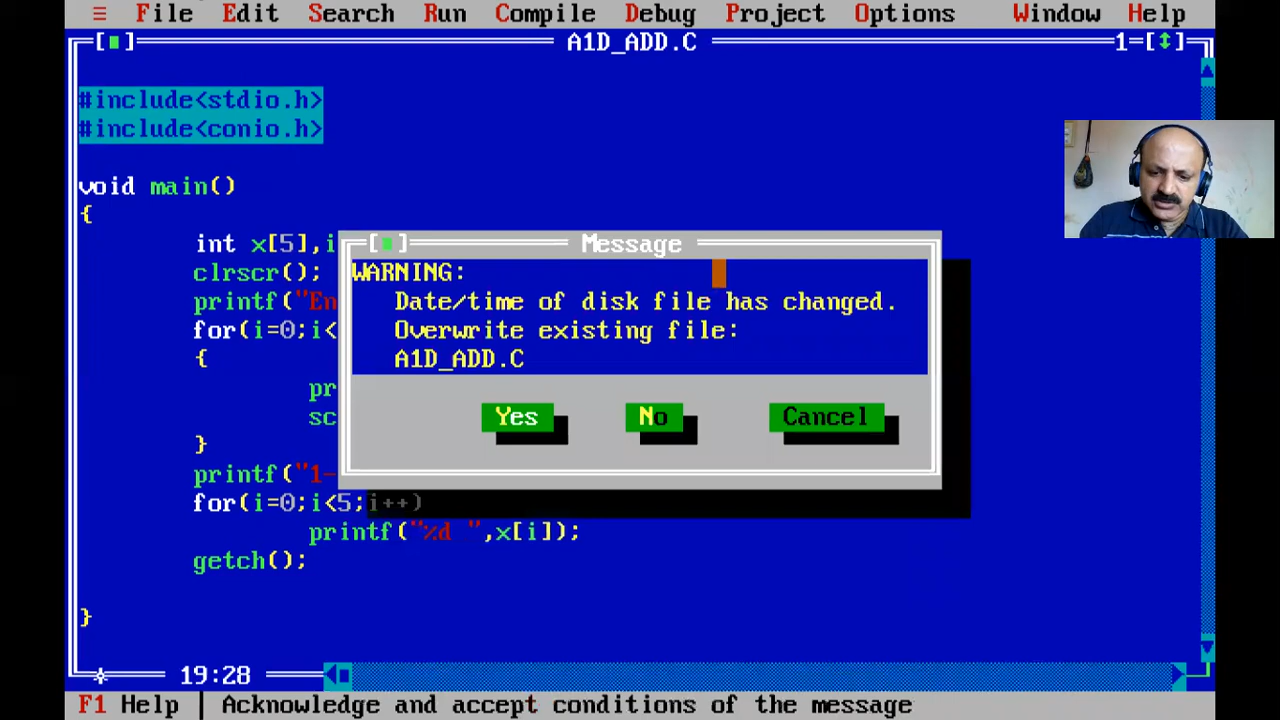 ≡ File Edit Search Run Compile Debug Project Options Window Help
[■] A1D_ADD.C 1=[↕]
#include<stdio.h>
#include<conio.h>
void main()
{
int x[5],i
clrscr();
printf("En
for(i=0;i<
{
pr
sc
}
printf("1-
for(i=0;i<5;i++)
printf("%d ",x[i]);
getch();
}
[■] Message
WARNING:
Date/time of disk file has changed.
Overwrite existing file:
A1D_ADD.C
Yes No Cancel
19:28
F1 Help | Acknowledge and accept conditions of the message